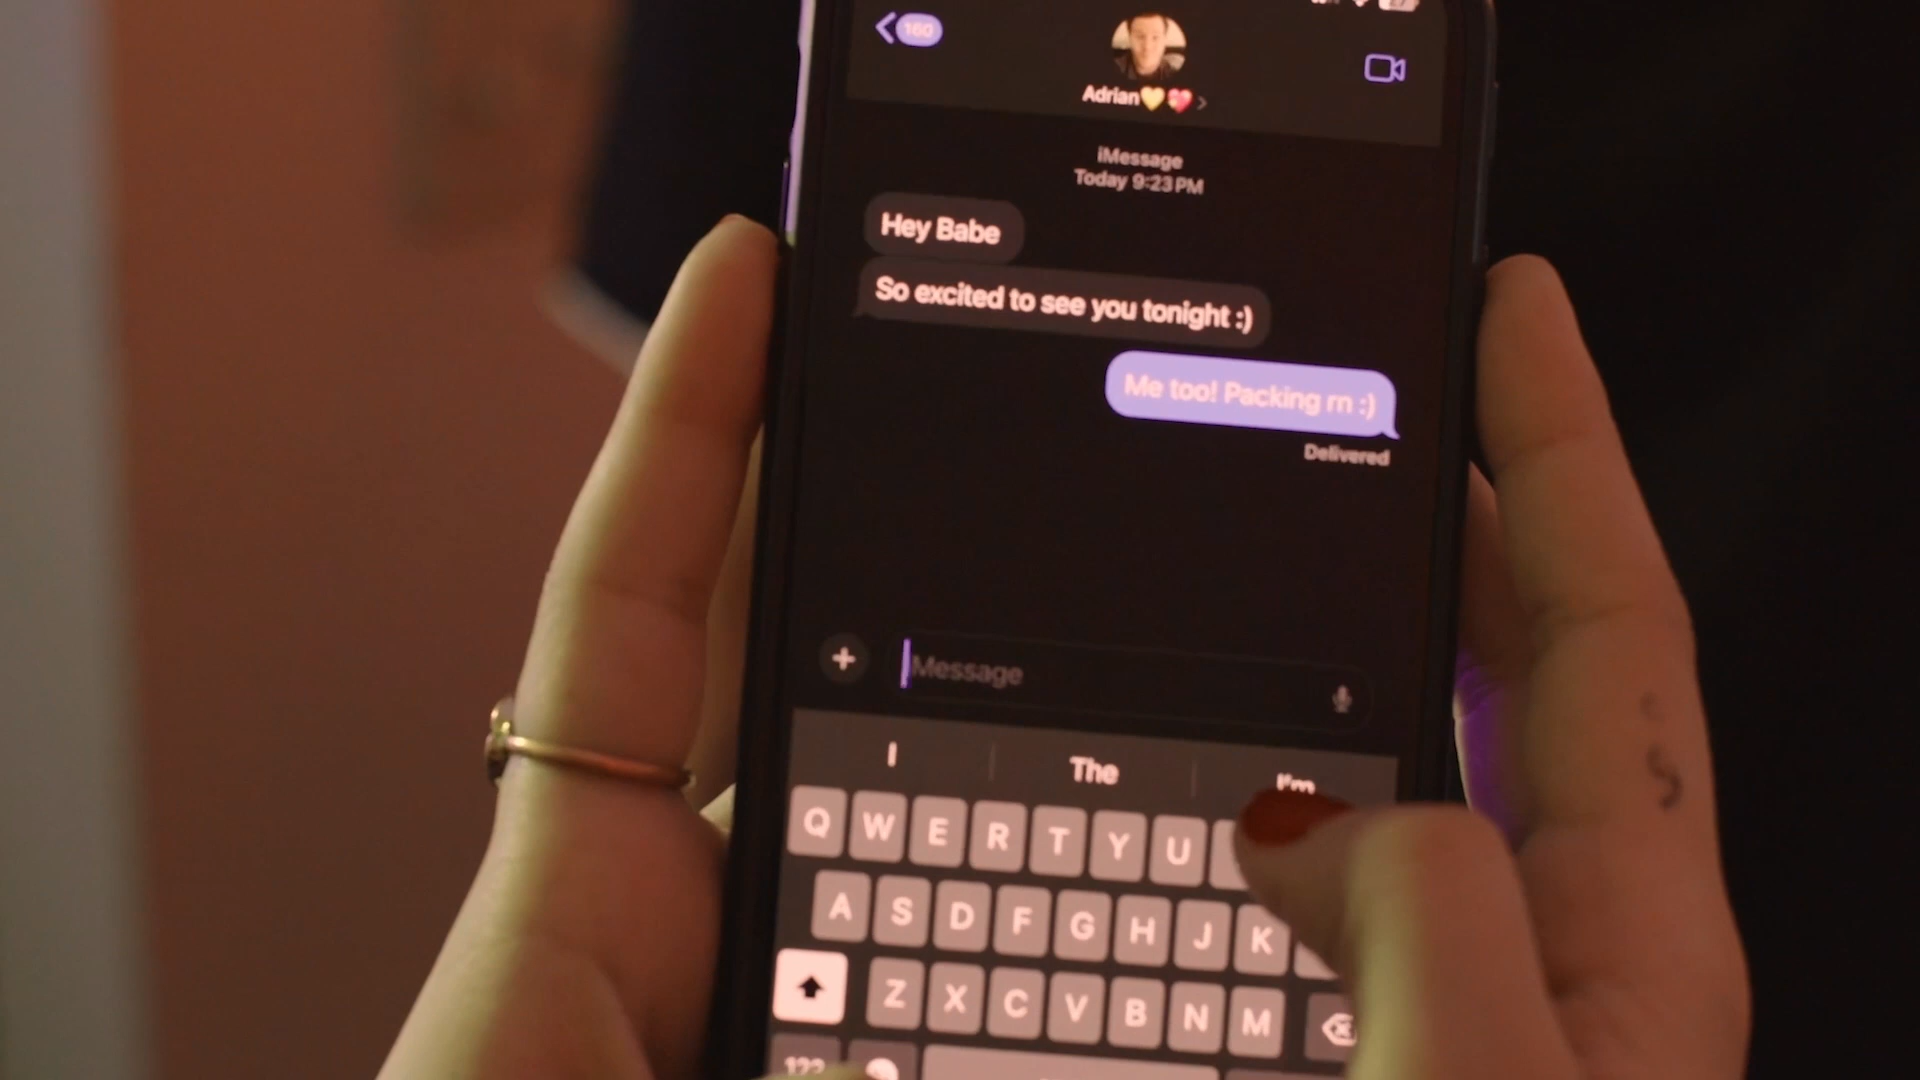 160
Adrian💛💖 >
iMessage
Today 9:23 PM
Hey Babe
So excited to see you tonight :)
Me too! Packing rn :)
Delivered
Message
I The I'm
Q W E R T Y U
A S D F G H J K
Z X C V B N M
123